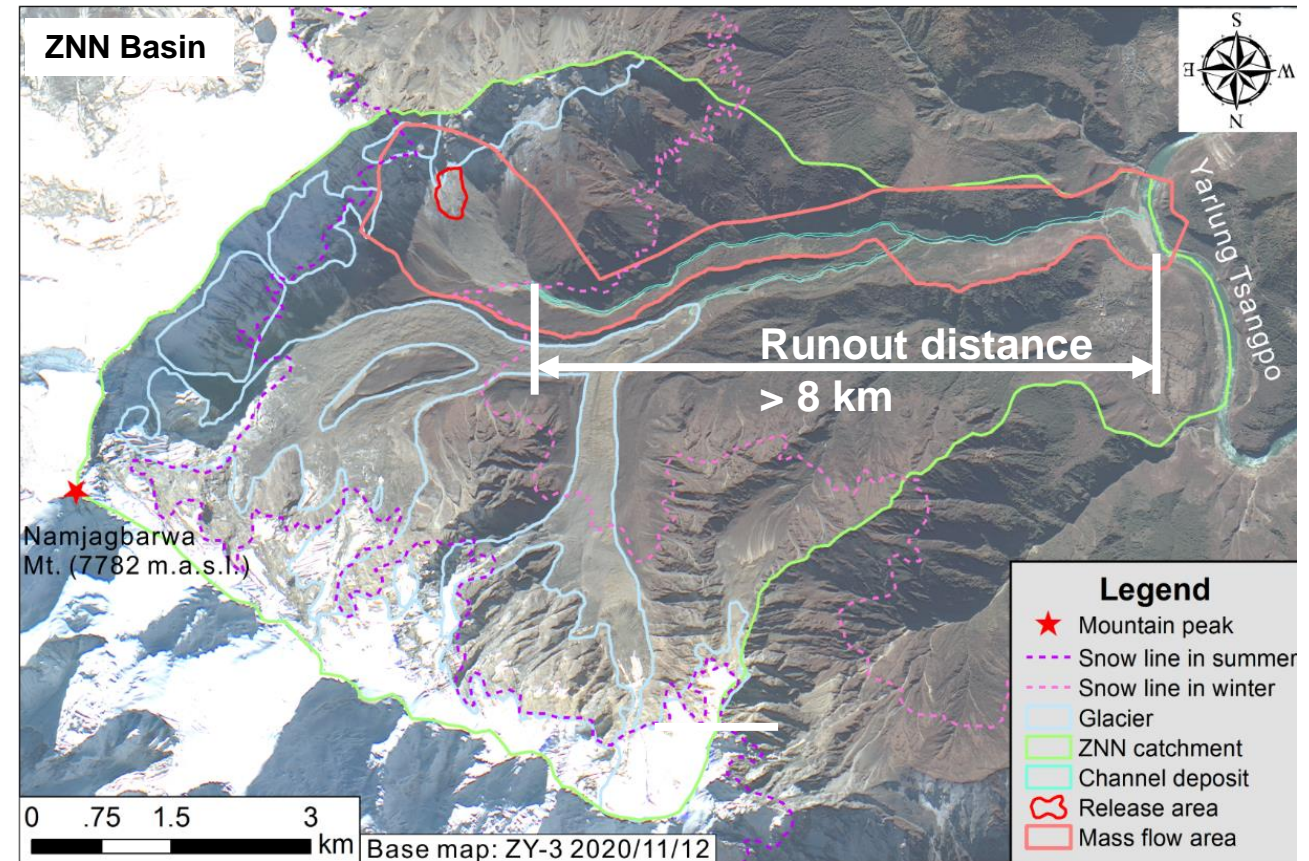 ZNN Basin
S
E
W
N
Yarlung Tsangpo
Runout distance
> 8 km
Namjagbarwa
Mt. (7782 m.a.s.l.)
Legend
Mountain peak
Snow line in summer
Snow line in winter
Glacier
ZNN catchment
Channel deposit
Release area
Mass flow area
0 .75 1.5 3
km
Base map: ZY-3 2020/11/12